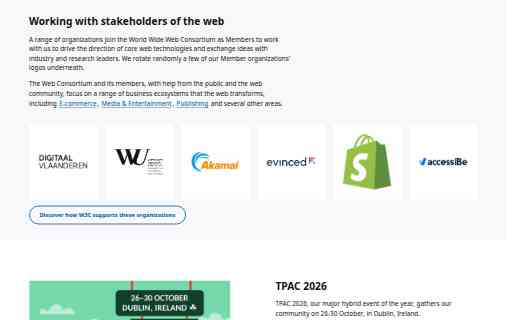 Working with stakeholders of the web
A range of organizations join the World Wide Web Consortium as Members to work
with us to drive the direction of core web technologies and exchange ideas with
industry and research leaders. We rotate randomly a few of our Member organizations'
logos underneath.
The Web Consortium and its members, with help from the public and the web
community, focus on a range of business ecosystems that the web transforms,
including E-commerce, Media & Entertainment, Publishing and several other areas.
DIGITAAL
VLAANDEREN
WU
Akamai
evinced
S
accessiBe
Discover how W3C supports these organizations
26-30 OCTOBER
DUBLIN, IRELAND
TPAC 2026
TPAC 2026, our major hybrid event of the year, gathers our
community on 26-30 October, in Dublin, Ireland.